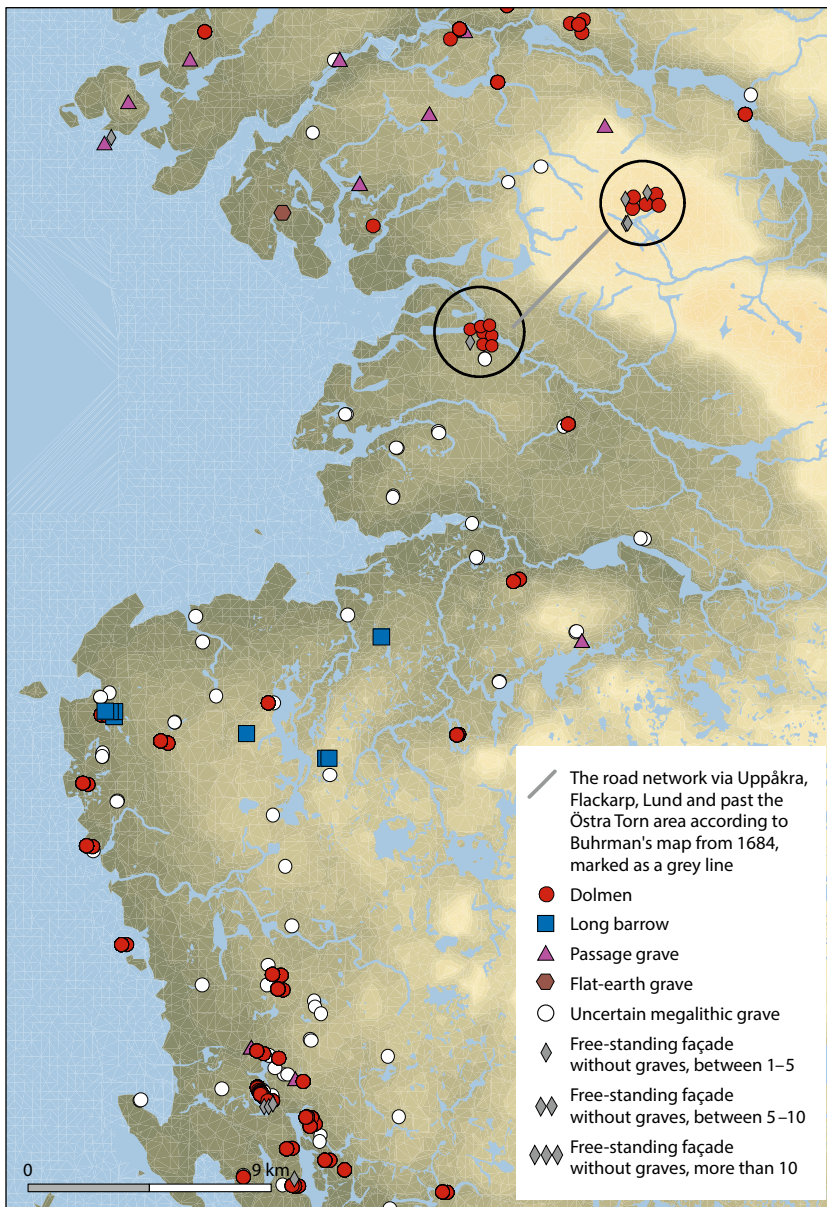 The road network via Uppåkra,
Flackarp, Lund and past the
Östra Torn area according to
Buhrman's map from 1684,
marked as a grey line
Dolmen
Long barrow
Passage grave
Flat-earth grave
Uncertain megalithic grave
Free-standing façade
without graves, between 1–5
Free-standing façade
without graves, between 5–10
Free-standing façade
without graves, more than 10
0 9 km